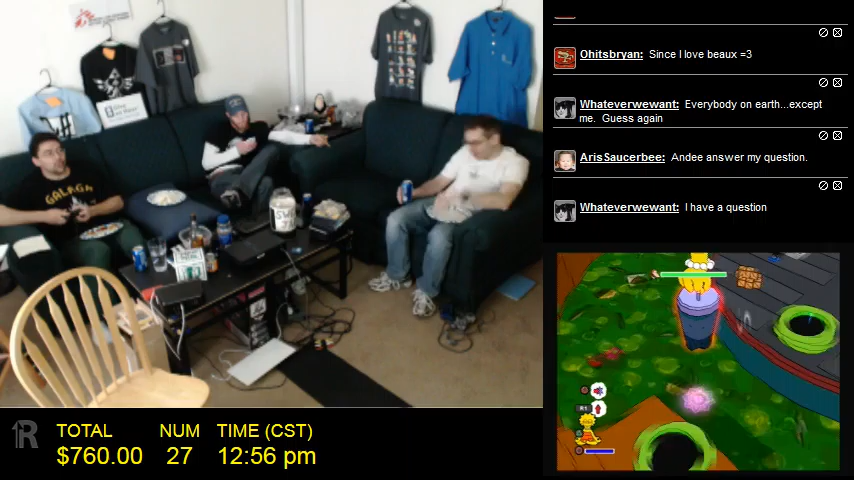 Ohitsbryan: Since I love beaux =3
Whateverwewant: Everybody on earth...except
me. Guess again
ArisSaucerbee: Andee answer my question.
Whateverwewant: I have a question
GALAGA
R1
R
TOTAL NUM TIME (CST)
$760.00 27 12:56 pm